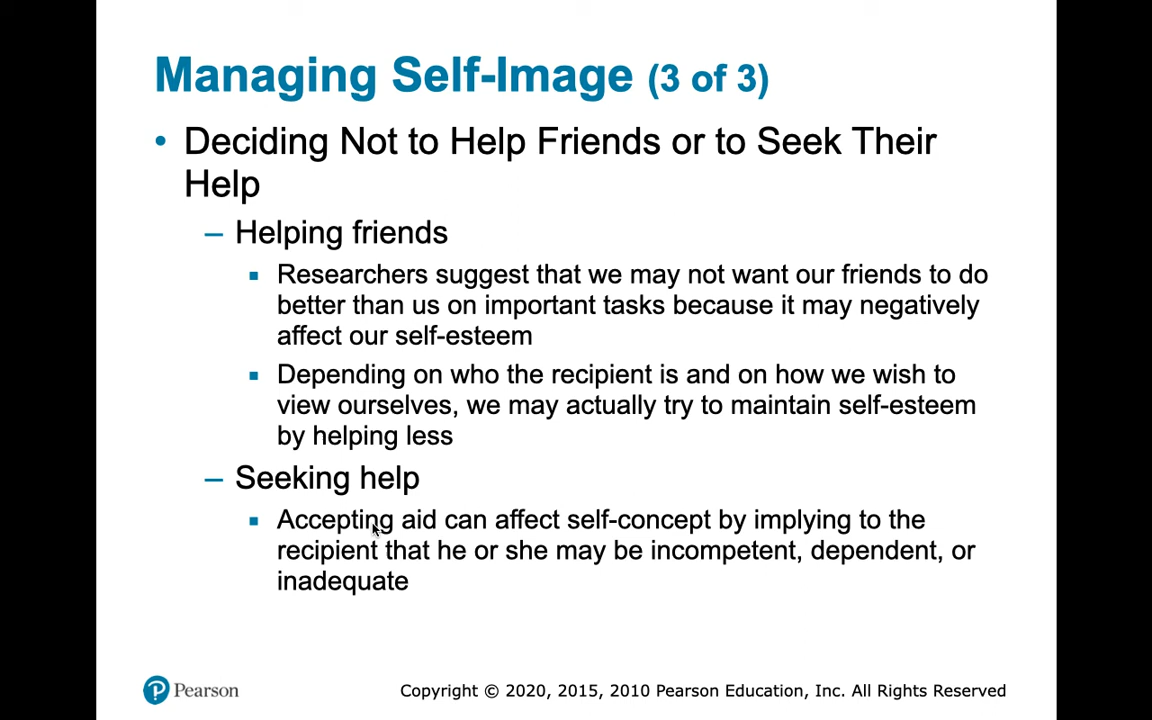 Managing Self-Image (3 of 3)
• Deciding Not to Help Friends or to Seek Their
Help
– Helping friends
▪ Researchers suggest that we may not want our friends to do
better than us on important tasks because it may negatively
affect our self-esteem
▪ Depending on who the recipient is and on how we wish to
view ourselves, we may actually try to maintain self-esteem
by helping less
– Seeking help
▪ Accepting aid can affect self-concept by implying to the
recipient that he or she may be incompetent, dependent, or
inadequate
Pearson
Copyright © 2020, 2015, 2010 Pearson Education, Inc. All Rights Reserved